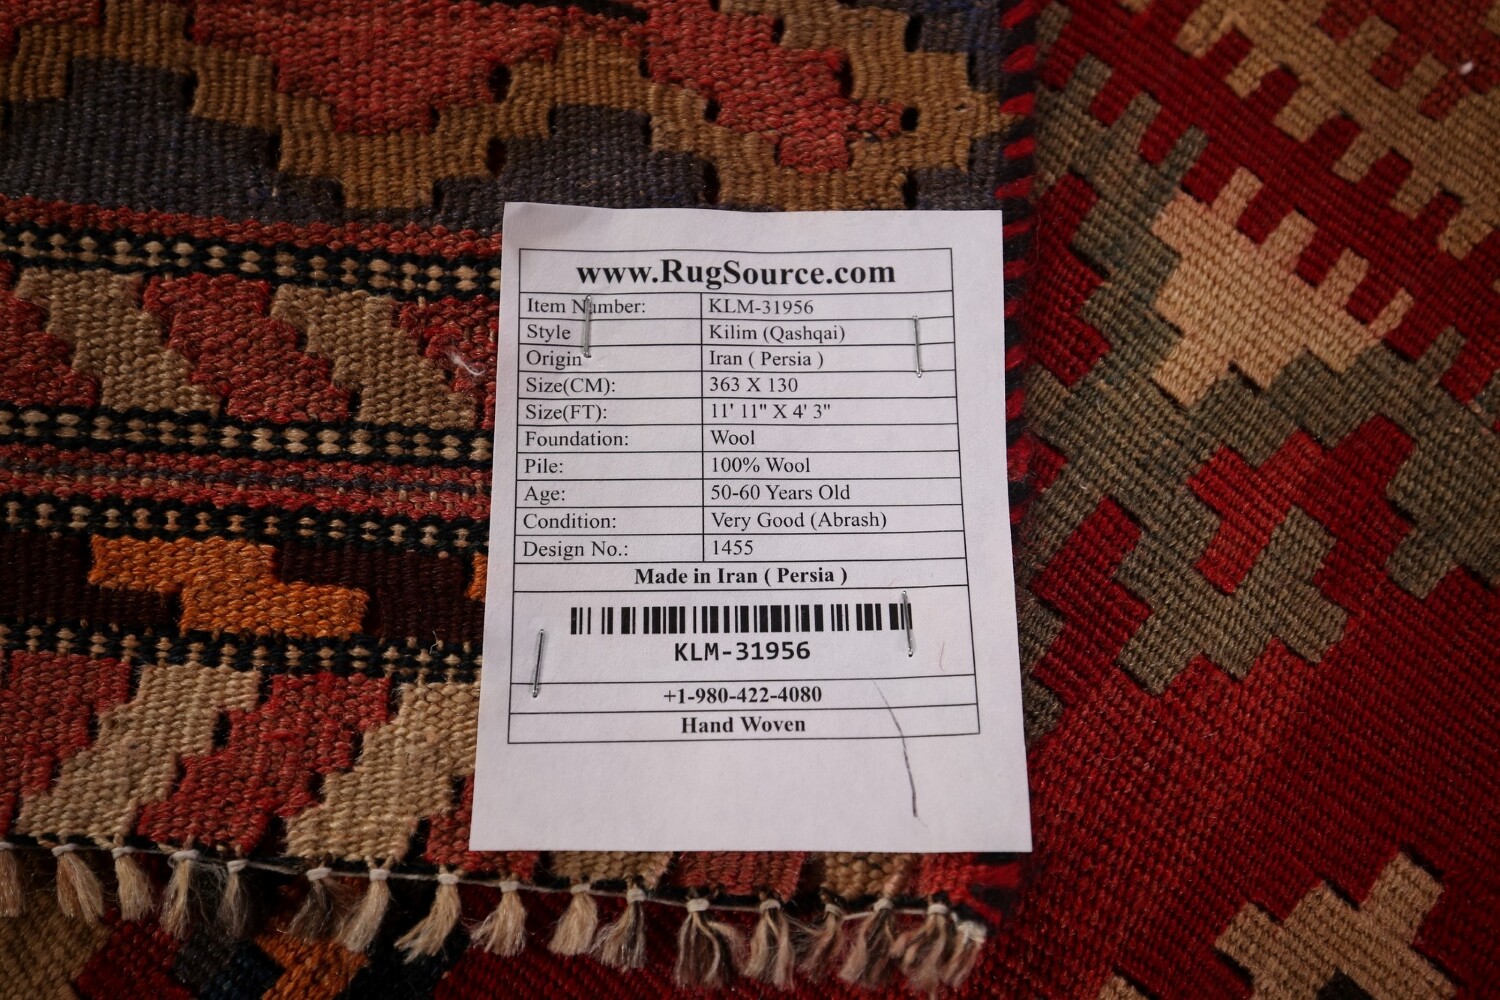 www.RugSource.com
Item Number: KLM-31956
Style Kilim (Qashqai)
Origin Iran ( Persia )
Size(CM): 363 X 130
Size(FT): 11' 11" X 4' 3"
Foundation: Wool
Pile: 100% Wool
Age: 50-60 Years Old
Condition: Very Good (Abrash)
Design No.: 1455
Made in Iran ( Persia )
KLM-31956
+1-980-422-4080
Hand Woven